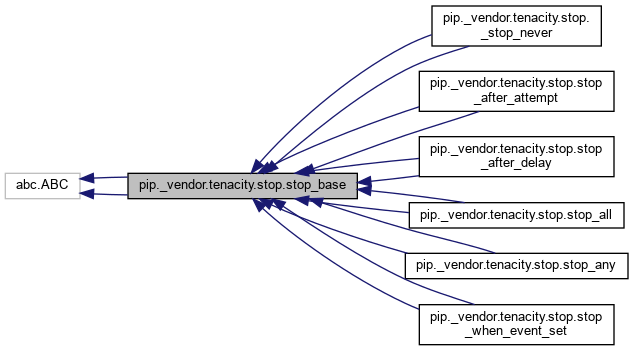 abc.ABC
pip._vendor.tenacity.stop.stop_base
pip._vendor.tenacity.stop.
_stop_never
pip._vendor.tenacity.stop.stop
_after_attempt
pip._vendor.tenacity.stop.stop
_after_delay
pip._vendor.tenacity.stop.stop_all
pip._vendor.tenacity.stop.stop_any
pip._vendor.tenacity.stop.stop
_when_event_set